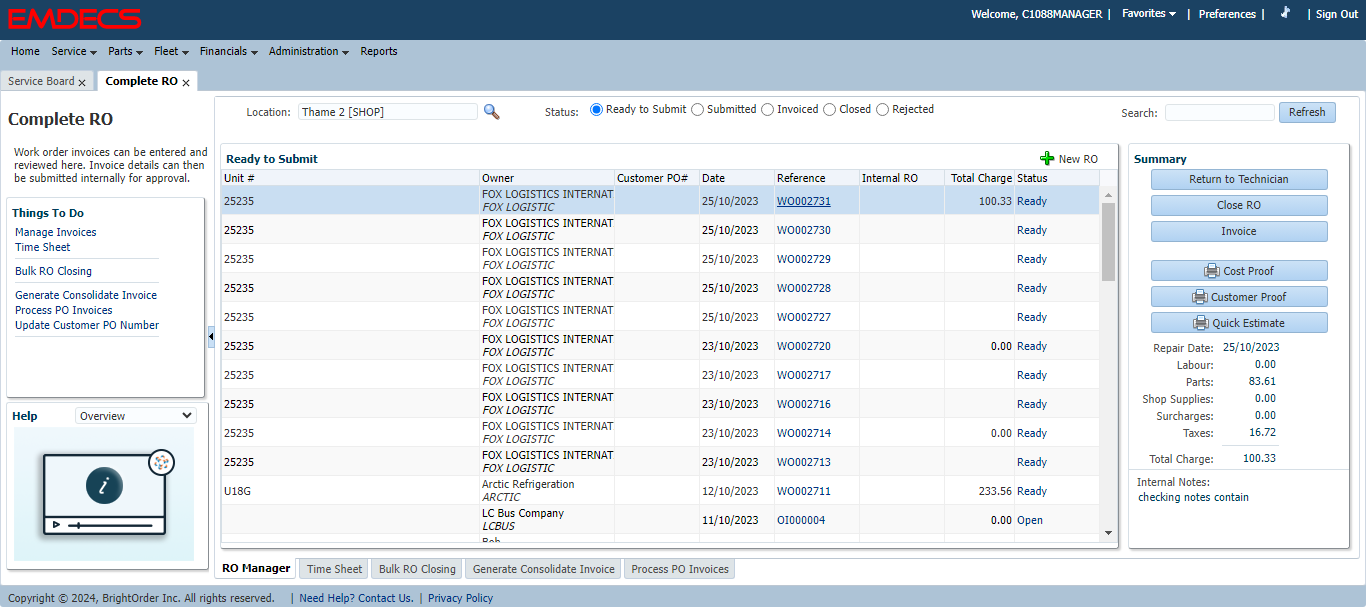 EMDECS
Welcome, C1088MANAGER | Favorites | Preferences | | Sign Out
Home Service Parts Fleet Financials Administration Reports
Service Board x Complete RO x
Complete RO
Work order invoices can be entered and
reviewed here. Invoice details can then
be submitted internally for approval.
Things To Do
Manage Invoices
Time Sheet
Bulk RO Closing
Generate Consolidate Invoice
Process PO Invoices
Update Customer PO Number
Help Overview
i
Location: Thame 2 [SHOP] Status: Ready to Submit Submitted Invoiced Closed Rejected Search: Refresh
Ready to Submit New RO
Unit # Owner Customer PO# Date Reference Internal RO Total Charge Status
25235 FOX LOGISTICS INTERNAT 25/10/2023 WO002731 100.33 Ready
FOX LOGISTIC
25235 FOX LOGISTICS INTERNAT 25/10/2023 WO002730 Ready
FOX LOGISTIC
25235 FOX LOGISTICS INTERNAT 25/10/2023 WO002729 Ready
FOX LOGISTIC
25235 FOX LOGISTICS INTERNAT 25/10/2023 WO002728 Ready
FOX LOGISTIC
25235 FOX LOGISTICS INTERNAT 25/10/2023 WO002727 Ready
FOX LOGISTIC
25235 FOX LOGISTICS INTERNAT 23/10/2023 WO002720 0.00 Ready
FOX LOGISTIC
25235 FOX LOGISTICS INTERNAT 23/10/2023 WO002717 Ready
FOX LOGISTIC
25235 FOX LOGISTICS INTERNAT 23/10/2023 WO002716 Ready
FOX LOGISTIC
25235 FOX LOGISTICS INTERNAT 23/10/2023 WO002714 0.00 Ready
FOX LOGISTIC
25235 FOX LOGISTICS INTERNAT 23/10/2023 WO002713 Ready
FOX LOGISTIC
U18G Arctic Refrigeration 12/10/2023 WO002711 233.56 Ready
ARCTIC
LC Bus Company 11/10/2023 OI000004 0.00 Open
LCBUS
Summary
Return to Technician
Close RO
Invoice
Cost Proof
Customer Proof
Quick Estimate
Repair Date: 25/10/2023
Labour: 0.00
Parts: 83.61
Shop Supplies: 0.00
Surcharges: 0.00
Taxes: 16.72
Total Charge: 100.33
Internal Notes:
checking notes contain
RO Manager Time Sheet Bulk RO Closing Generate Consolidate Invoice Process PO Invoices
Copyright © 2024, BrightOrder Inc. All rights reserved. | Need Help? Contact Us. | Privacy Policy